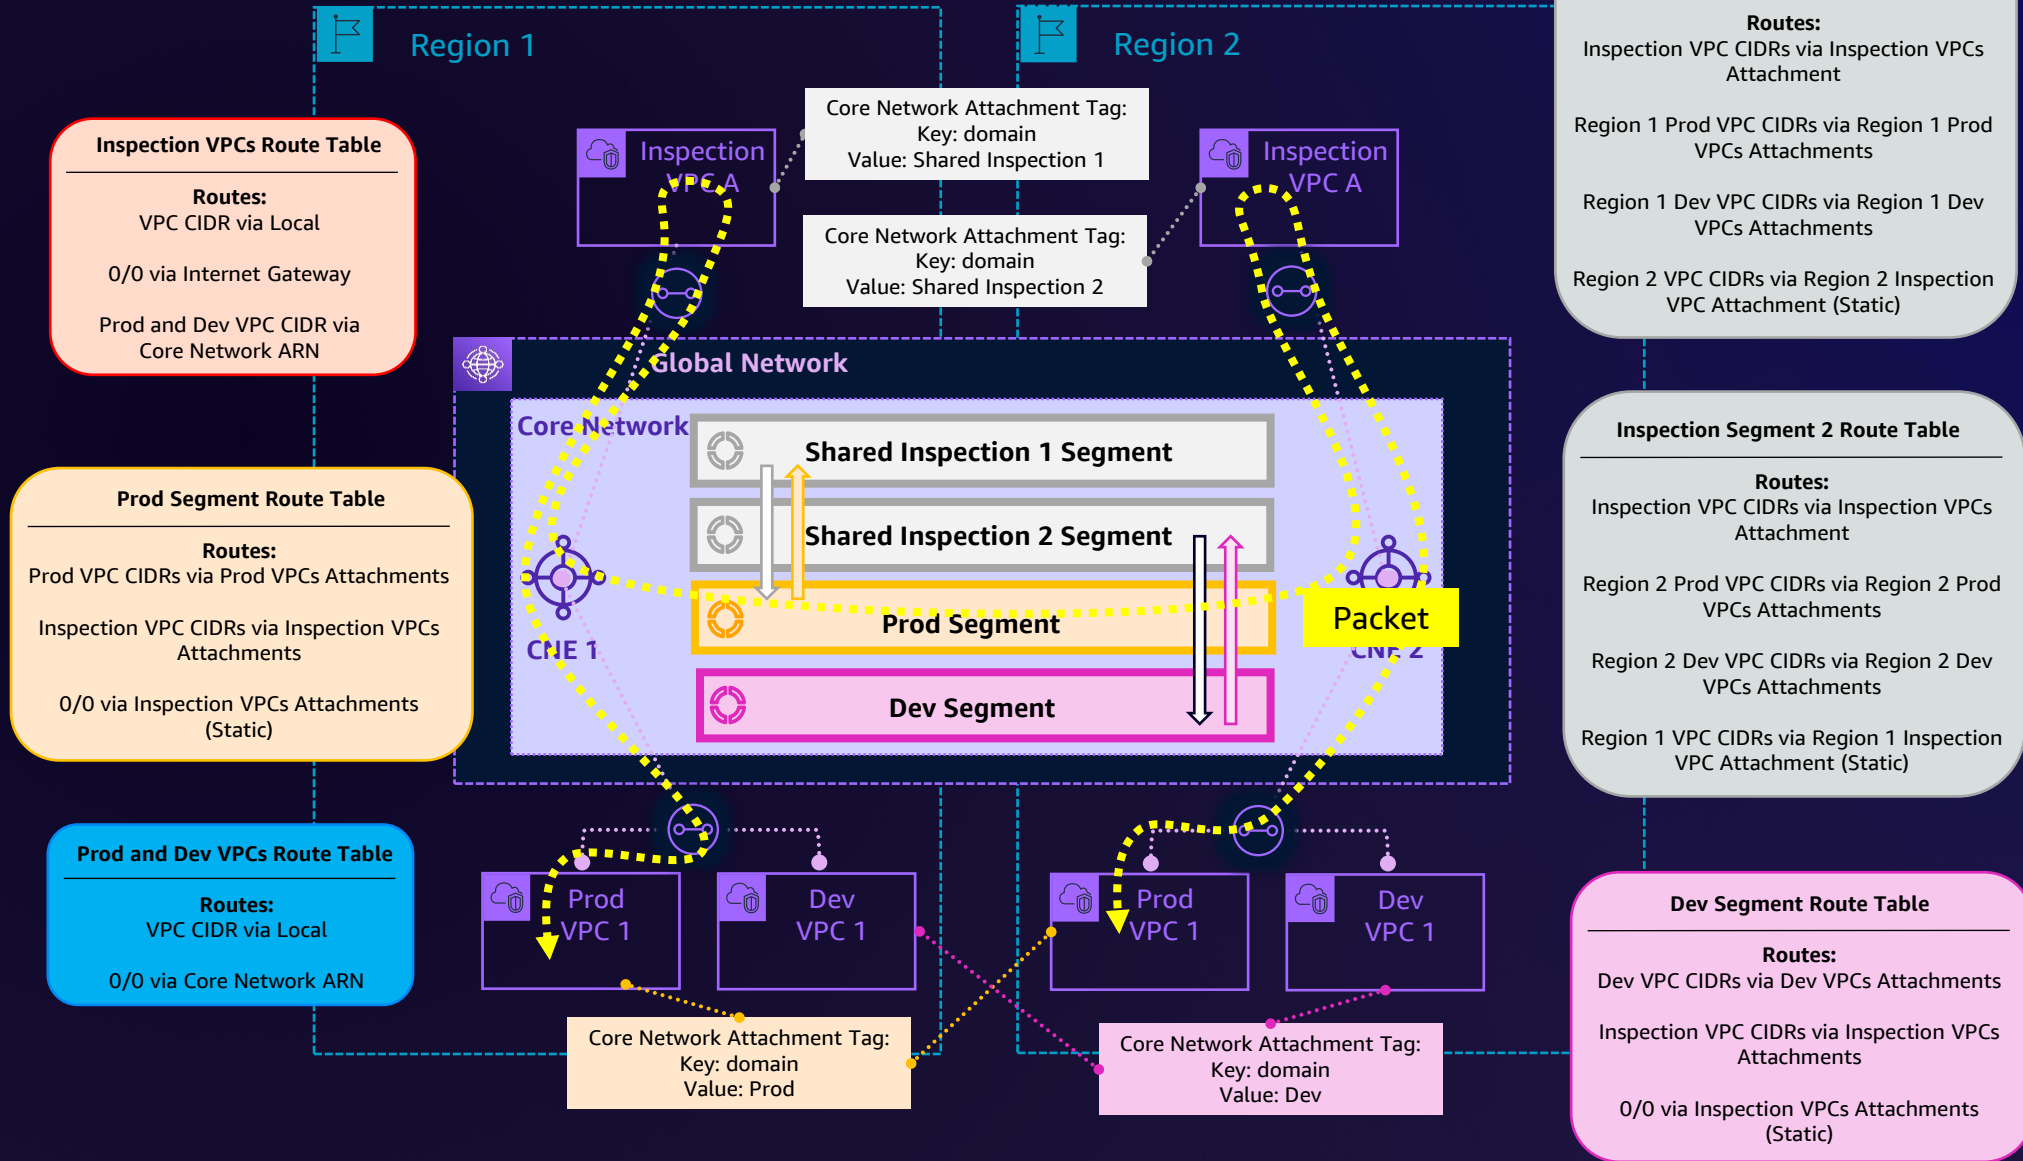 Region 1
Region 2
Inspection VPCs Route Table
Routes:
VPC CIDR via Local
0/0 via Internet Gateway
Prod and Dev VPC CIDR via
Core Network ARN
Prod Segment Route Table
Routes:
Prod VPC CIDRs via Prod VPCs Attachments
Inspection VPC CIDRs via Inspection VPCs
Attachments
0/0 via Inspection VPCs Attachments
(Static)
Prod and Dev VPCs Route Table
Routes:
VPC CIDR via Local
0/0 via Core Network ARN
Inspection
VPC A
Core Network Attachment Tag:
Key: domain
Value: Shared Inspection 1
Core Network Attachment Tag:
Key: domain
Value: Shared Inspection 2
Inspection
VPC A
Global Network
Core Network
Shared Inspection 1 Segment
Shared Inspection 2 Segment
Prod Segment
Dev Segment
CNE 1
Packet
CNE 2
Prod
VPC 1
Dev
VPC 1
Prod
VPC 1
Dev
VPC 1
Core Network Attachment Tag:
Key: domain
Value: Prod
Core Network Attachment Tag:
Key: domain
Value: Dev
Routes:
Inspection VPC CIDRs via Inspection VPCs
Attachment
Region 1 Prod VPC CIDRs via Region 1 Prod
VPCs Attachments
Region 1 Dev VPC CIDRs via Region 1 Dev
VPCs Attachments
Region 2 VPC CIDRs via Region 2 Inspection
VPC Attachment (Static)
Inspection Segment 2 Route Table
Routes:
Inspection VPC CIDRs via Inspection VPCs
Attachment
Region 2 Prod VPC CIDRs via Region 2 Prod
VPCs Attachments
Region 2 Dev VPC CIDRs via Region 2 Dev
VPCs Attachments
Region 1 VPC CIDRs via Region 1 Inspection
VPC Attachment (Static)
Dev Segment Route Table
Routes:
Dev VPC CIDRs via Dev VPCs Attachments
Inspection VPC CIDRs via Inspection VPCs
Attachments
0/0 via Inspection VPCs Attachments
(Static)